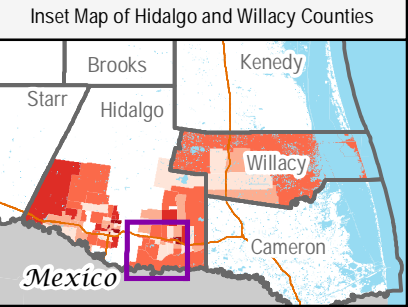 Inset Map of Hidalgo and Willacy Counties
Brooks
Kenedy
Starr
Hidalgo
Willacy
Cameron
Mexico